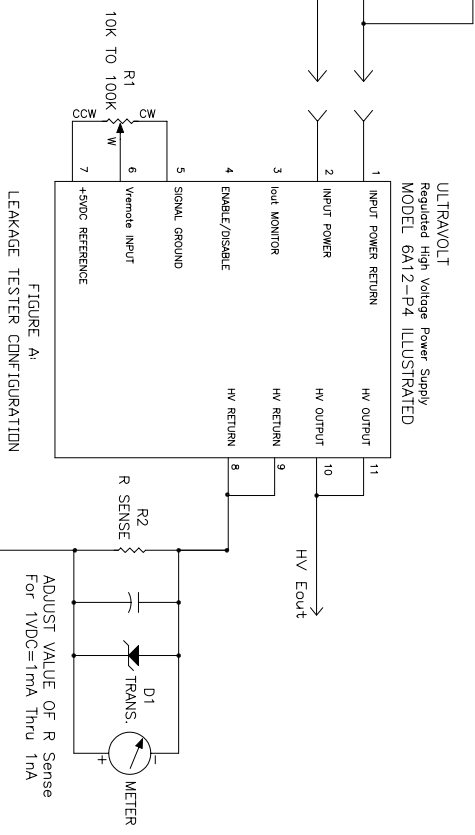 ULTRAVOLT
Regulated High Voltage Power Supply
MODEL 6A12-P4 ILLUSTRATED
1 INPUT POWER RETURN
2 INPUT POWER
3 Iout MONITOR
4 ENABLE/DISABLE
5 SIGNAL GROUND
6 Vremote INPUT
7 +5VDC REFERENCE
HV OUTPUT 11
HV OUTPUT 10
HV RETURN 9
HV RETURN 8
R1
10K TO 100K
CW
W
CCW
HV Eout
R2
R SENSE
D1
TRANS.
METER
-
+
ADJUST VALUE OF R Sense
For 1VDC=1mA Thru 1nA
FIGURE A:
LEAKAGE TESTER CONFIGURATION